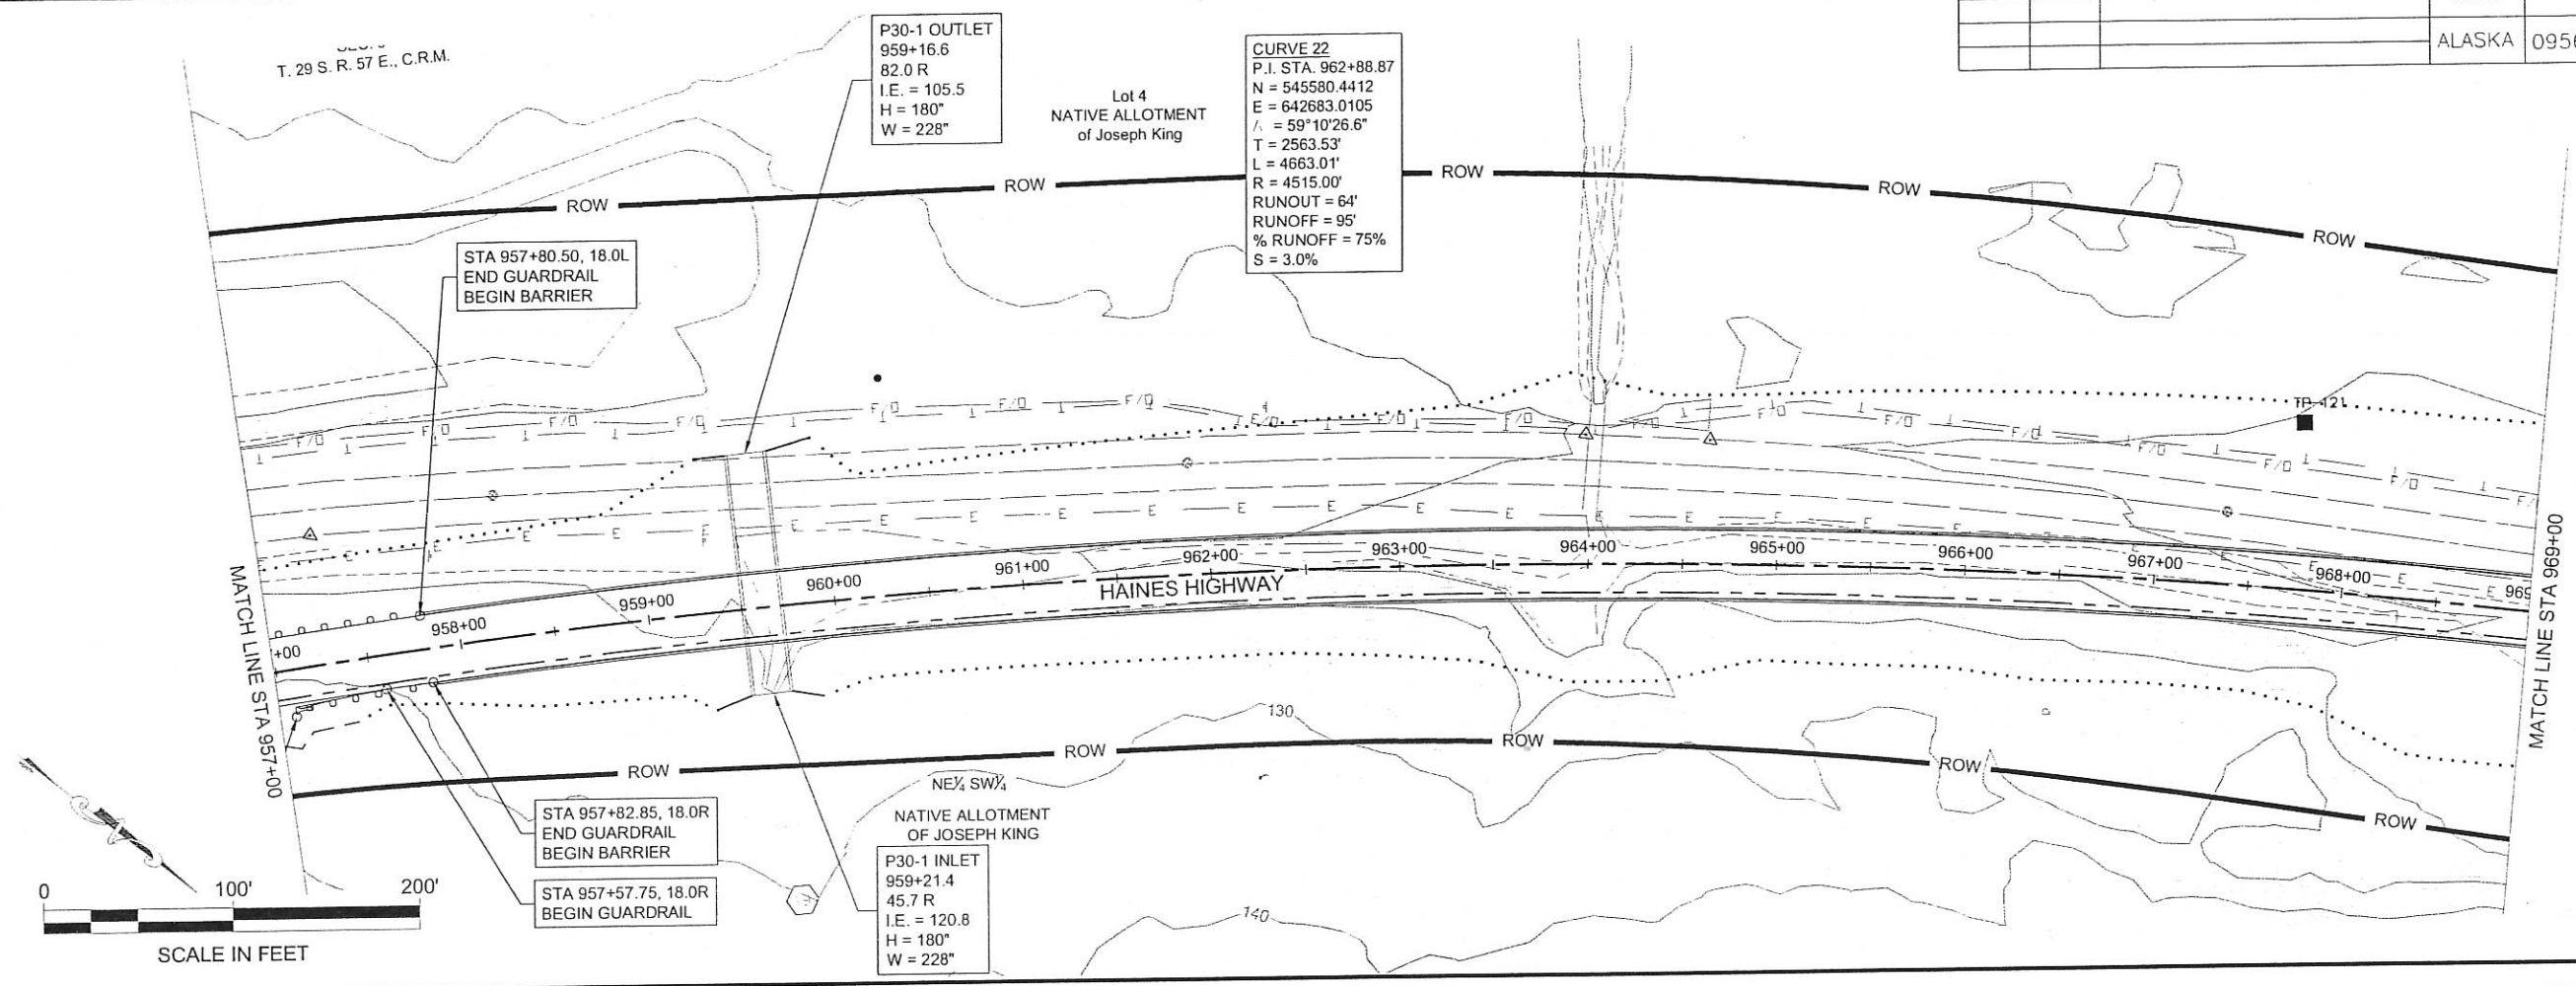 T. 29 S. R. 57 E., C.R.M.
P30-1 OUTLET
959+16.6
82.0 R
I.E. = 105.5
H = 180"
W = 228"
Lot 4
NATIVE ALLOTMENT
of Joseph King
CURVE 22
P.I. STA. 962+88.87
N = 545580.4412
E = 642683.0105
= 59°10'26.6"
T = 2563.53'
L = 4663.01'
R = 4515.00'
RUNOUT = 64'
RUNOFF = 95'
% RUNOFF = 75%
S = 3.0%
ALASKA
ROW
ROW
ROW
ROW
ROW
STA 957+80.50, 18.0L
END GUARDRAIL
BEGIN BARRIER
F/O F/O F/O F/O F/O F/O F/O F/O F/O F/O F/O F/O F/O F/O F/O F/O F/O
E E E E E E E E E E E E E E E E E E E E E
MATCH LINE STA 957+00
+00
958+00
959+00
960+00
961+00
962+00
963+00
964+00
965+00
966+00
967+00
968+00
969
HAINES HIGHWAY
MATCH LINE STA 969+00
130
ROW
ROW
ROW
ROW
ROW
NE¼ SW¼
NATIVE ALLOTMENT
OF JOSEPH KING
STA 957+82.85, 18.0R
END GUARDRAIL
BEGIN BARRIER
STA 957+57.75, 18.0R
BEGIN GUARDRAIL
P30-1 INLET
959+21.4
45.7 R
I.E. = 120.8
H = 180"
W = 228"
140
0 100' 200'
SCALE IN FEET